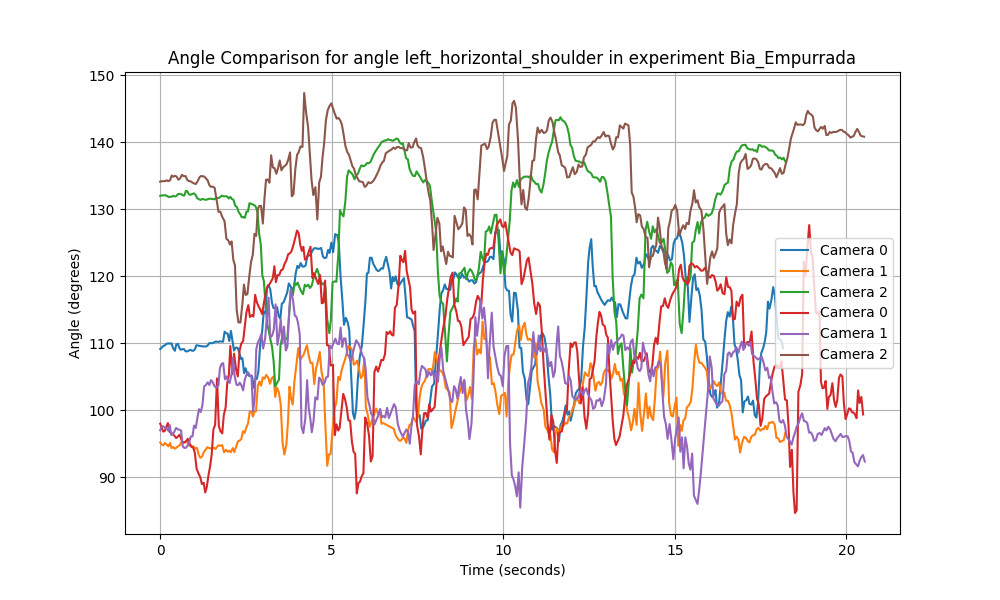 Angle Comparison for angle left_horizontal_shoulder in experiment Bia_Empurrada
150
140
130
120
110
100
90
Angle (degrees)
Camera 0
Camera 1
Camera 2
Camera 0
Camera 1
Camera 2
0 5 10 15 20
Time (seconds)